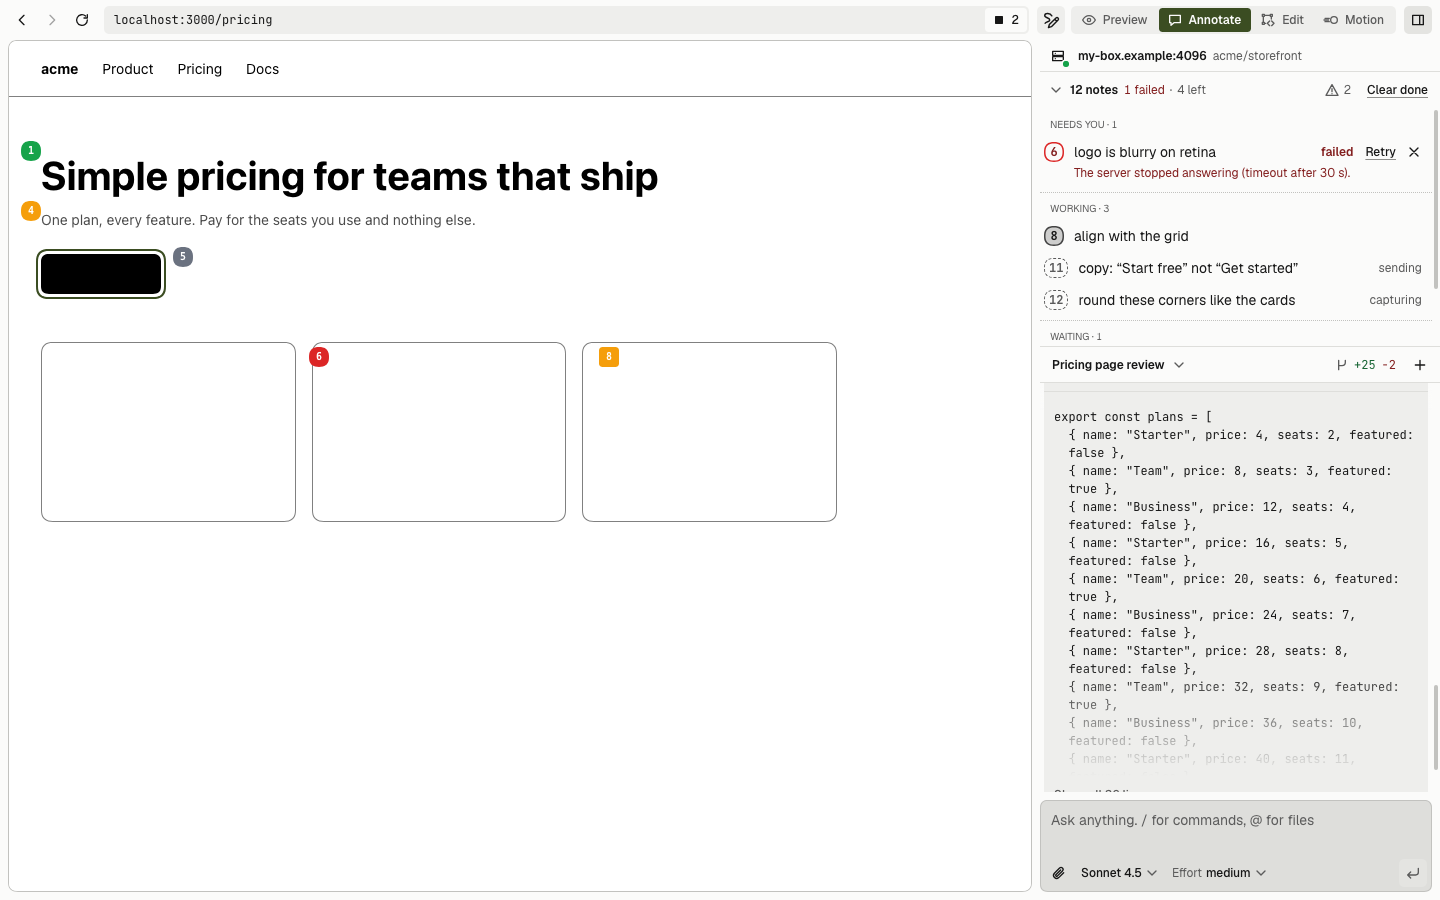 localhost:3000/pricing
2
Preview
Annotate
Edit
Motion
acme
Product
Pricing
Docs
1
Simple pricing for teams that ship
4
One plan, every feature. Pay for the seats you use and nothing else.
5
6
8
my-box.example:4096 acme/storefront
12 notes 1 failed · 4 left
2
Clear done
NEEDS YOU · 1
6 logo is blurry on retina failed Retry
The server stopped answering (timeout after 30 s).
WORKING · 3
8 align with the grid
11 copy: “Start free” not “Get started” sending
12 round these corners like the cards capturing
WAITING · 1
Pricing page review +25 -2
export const plans = [
{ name: "Starter", price: 4, seats: 2, featured:
false },
{ name: "Team", price: 8, seats: 3, featured:
true },
{ name: "Business", price: 12, seats: 4,
featured: false },
{ name: "Starter", price: 16, seats: 5,
featured: false },
{ name: "Team", price: 20, seats: 6, featured:
true },
{ name: "Business", price: 24, seats: 7,
featured: false },
{ name: "Starter", price: 28, seats: 8,
featured: false },
{ name: "Team", price: 32, seats: 9, featured:
true },
{ name: "Business", price: 36, seats: 10,
featured: false },
{ name: "Starter", price: 40, seats: 11,
Ask anything. / for commands, @ for files
Sonnet 4.5
Effort medium